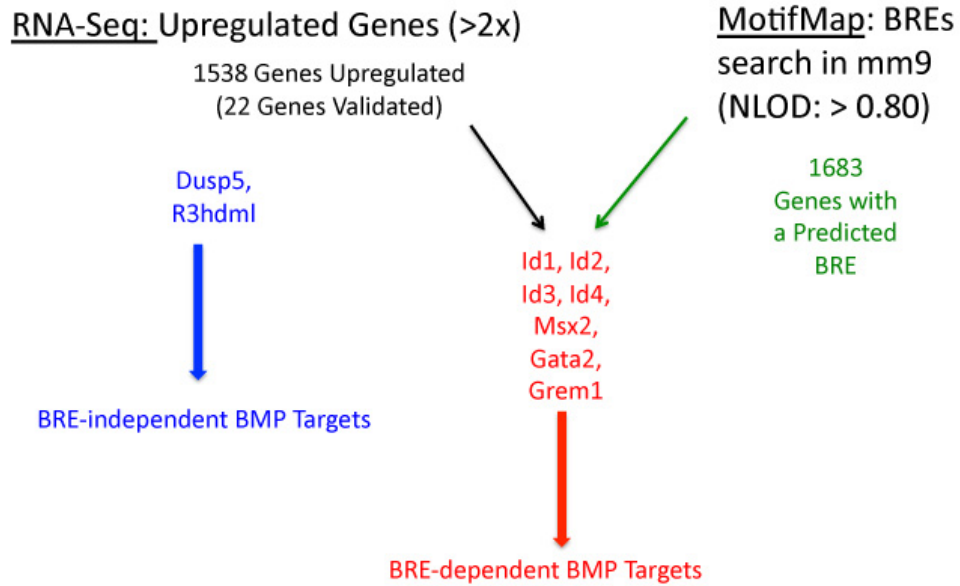 RNA-Seq: Upregulated Genes (>2x)
1538 Genes Upregulated
(22 Genes Validated)
MotifMap: BREs
search in mm9
(NLOD: > 0.80)
1683
Genes with
a Predicted
BRE
Dusp5,
R3hdml
Id1, Id2,
Id3, Id4,
Msx2,
Gata2,
Grem1
BRE-independent BMP Targets
BRE-dependent BMP Targets